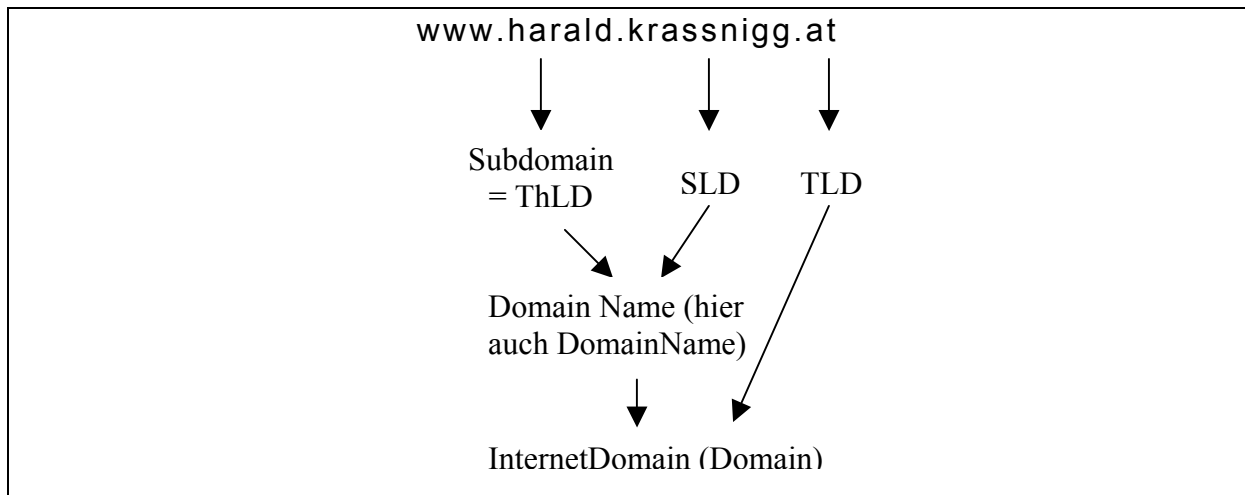 www.harald.krassnigg.at
Subdomain
= ThLD
SLD
TLD
Domain Name (hier
auch DomainName)
InternetDomain (Domain)